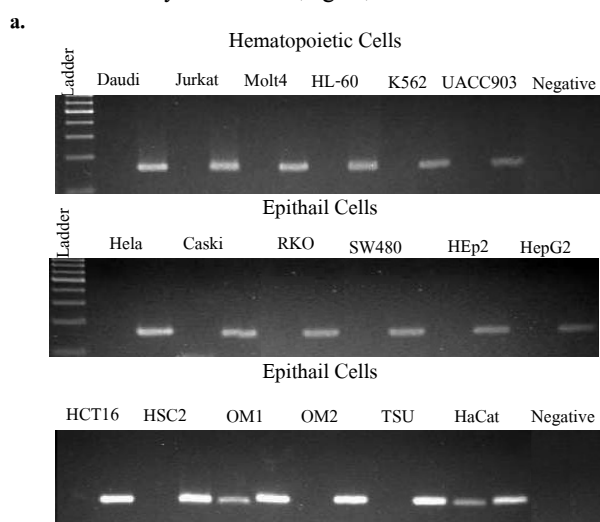 a.
Hematopoietic Cells
Ladder Daudi Jurkat Molt4 HL-60 K562 UACC903 Negative
Epithail Cells
Ladder Hela Caski RKO SW480 HEp2 HepG2
Epithail Cells
HCT16 HSC2 OM1 OM2 TSU HaCat Negative